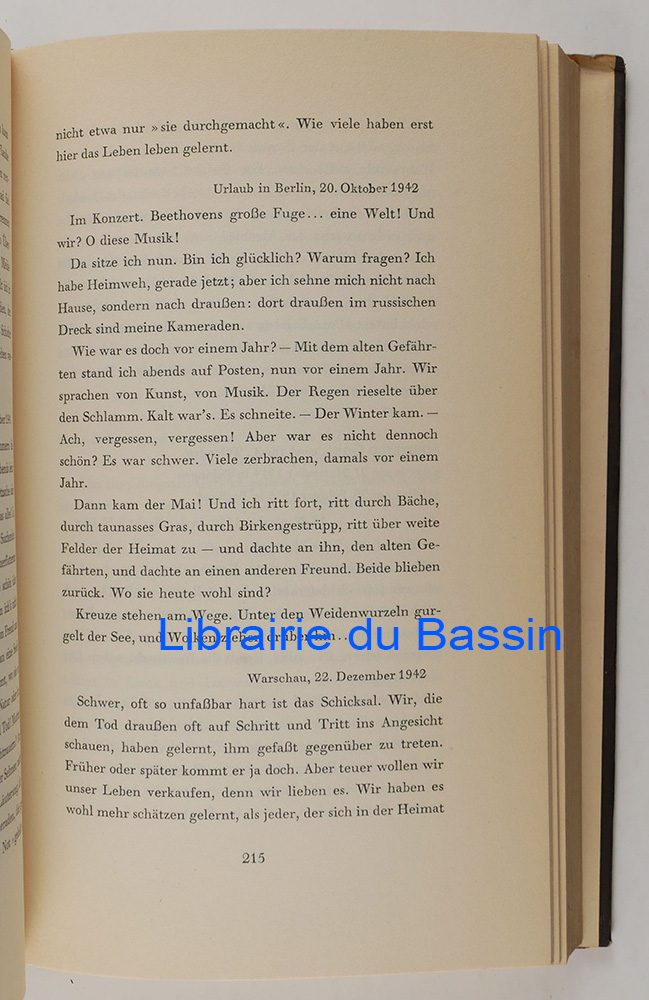 nicht etwa nur »sie durchgemacht«. Wie viele haben erst
hier das Leben leben gelernt.
Urlaub in Berlin, 20. Oktober 1942
Im Konzert. Beethovens große Fuge... eine Welt! Und
wir? O diese Musik!
Da sitze ich nun. Bin ich glücklich? Warum fragen? Ich
habe Heimweh, gerade jetzt; aber ich sehne mich nicht nach
Hause, sondern nach draußen: dort draußen im russischen
Dreck sind meine Kameraden.
Wie war es doch vor einem Jahr? — Mit dem alten Gefähr-
ten stand ich abends auf Posten, nun vor einem Jahr. Wir
sprachen von Kunst, von Musik. Der Regen rieselte über
den Schlamm. Kalt war's. Es schneite. — Der Winter kam. —
Ach, vergessen, vergessen! Aber war es nicht dennoch
schön? Es war schwer. Viele zerbrachen, damals vor einem
Jahr.
Dann kam der Mai! Und ich ritt fort, ritt durch Bäche,
durch taunasses Gras, durch Birkengestrüpp, ritt über weite
Felder der Heimat zu — und dachte an ihn, den alten Ge-
fährten, und dachte an einen anderen Freund. Beide blieben
zurück. Wo sie heute wohl sind?
Kreuze stehen am Wege. Unter den Weidenwurzeln gur-
gelt der See, und Wolken ziehen drüber hin...
Librairie du Bassin
Warschau, 22. Dezember 1942
Schwer, oft so unfaßbar hart ist das Schicksal. Wir, die
dem Tod draußen oft auf Schritt und Tritt ins Angesicht
schauen, haben gelernt, ihm gefaßt gegenüber zu treten.
Früher oder später kommt er ja doch. Aber teuer wollen wir
unser Leben verkaufen, denn wir lieben es. Wir haben es
wohl mehr schätzen gelernt, als jeder, der sich in der Heimat
215